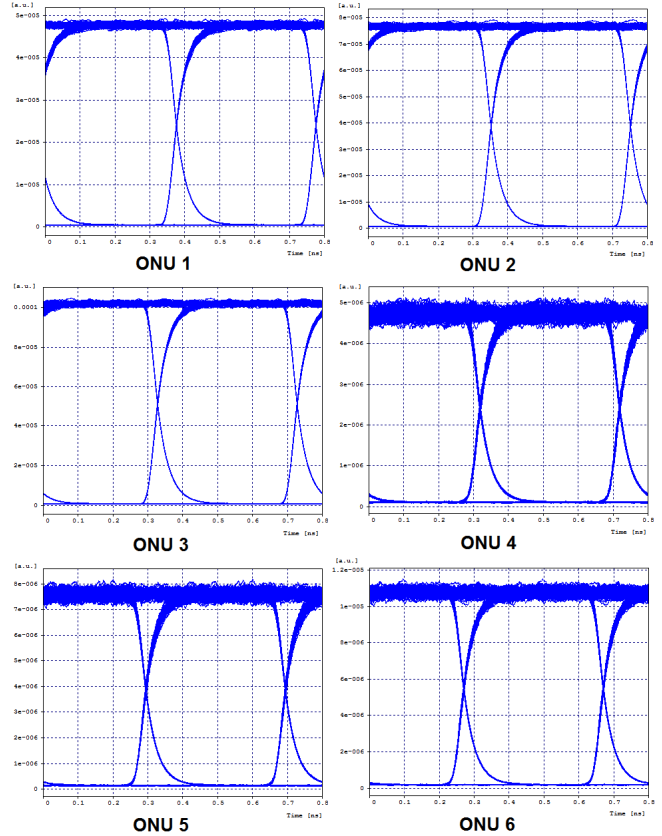 [a.u.]
5e-005
4e-005
3e-005
2e-005
1e-005
0
0 0.1 0.2 0.3 0.4 0.5 0.6 0.7 0.8
Time [ns]
ONU 1
[a.u.]
8e-005
7e-005
6e-005
5e-005
4e-005
3e-005
2e-005
1e-005
0
0 0.1 0.2 0.3 0.4 0.5 0.6 0.7 0.8
Time [ns]
ONU 2
[a.u.]
0.0001
8e-005
6e-005
4e-005
2e-005
0
0 0.1 0.2 0.3 0.4 0.5 0.6 0.7 0.8
Time [ns]
ONU 3
[a.u.]
5e-006
4e-006
3e-006
2e-006
1e-006
0
0 0.1 0.2 0.3 0.4 0.5 0.6 0.7 0.8
Time [ns]
ONU 4
[a.u.]
8e-006
7e-006
6e-006
5e-006
4e-006
3e-006
2e-006
1e-006
0
0 0.1 0.2 0.3 0.4 0.5 0.6 0.7 0.8
Time [ns]
ONU 5
[a.u.]
1.2e-005
1e-005
8e-006
6e-006
4e-006
2e-006
0
0 0.1 0.2 0.3 0.4 0.5 0.6 0.7 0.8
Time [ns]
ONU 6